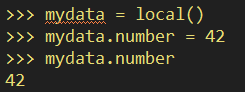 >>> mydata = local()
>>> mydata.number = 42
>>> mydata.number
42